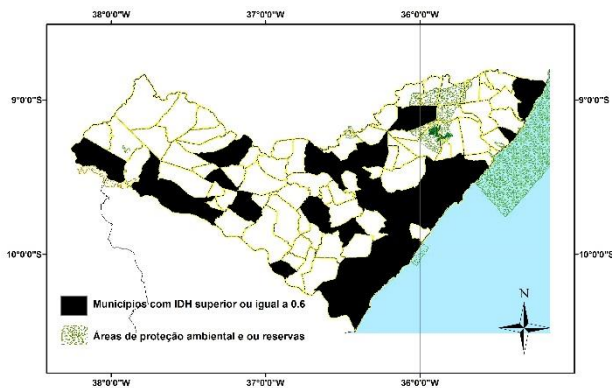 38°0'0"W
37°0'0"W
36°0'0"W
9°0'0"S
9°0'0"S
10°0'0"S
10°0'0"S
N
Municípios com IDH superior ou igual a 0.6
Áreas de proteção ambiental e ou reservas
38°0'0"W
37°0'0"W
36°0'0"W